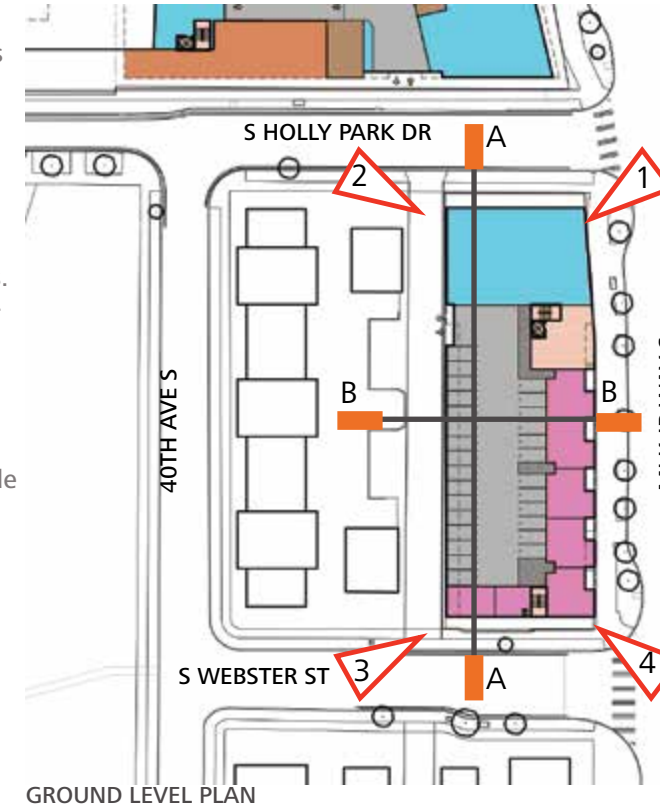 S HOLLY PARK DR
A
2
1
B
B
40TH AVE S
S WEBSTER ST
3
A
4
GROUND LEVEL PLAN